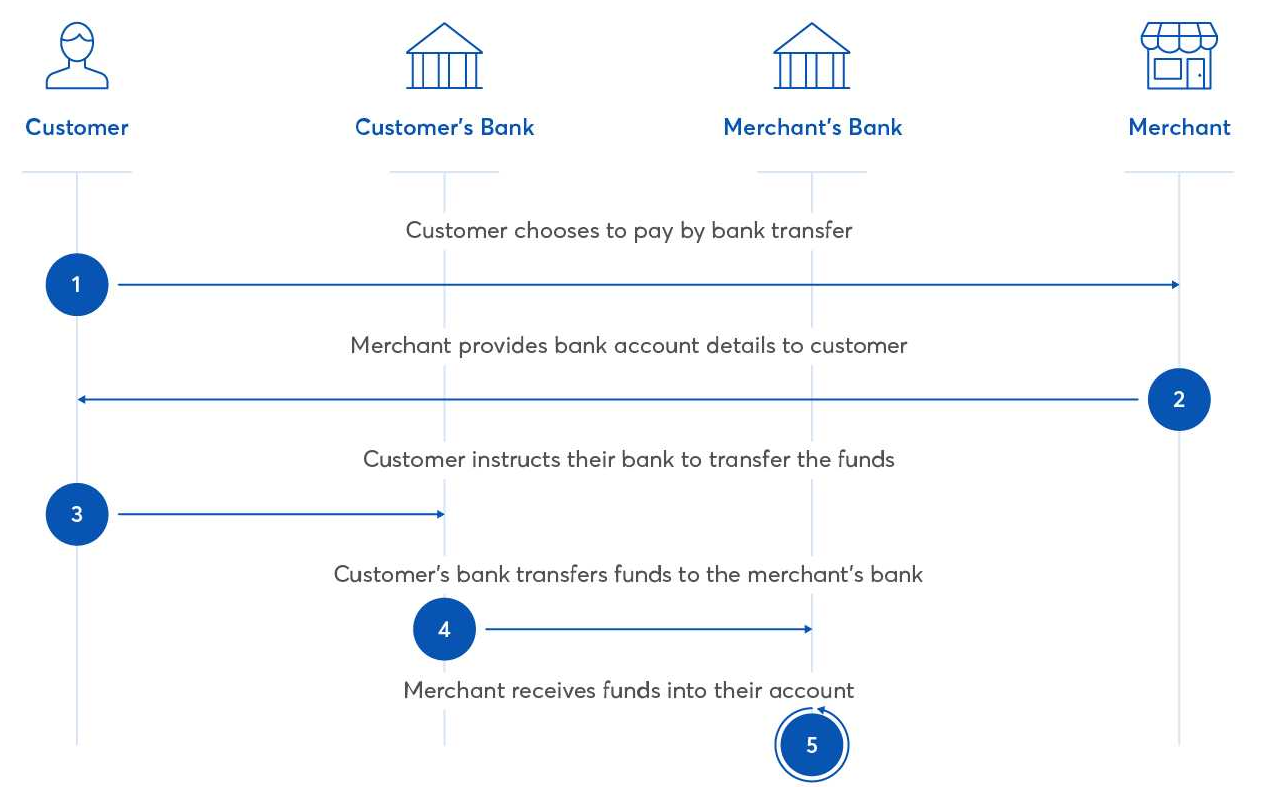 Customer
Customer's Bank
Merchant's Bank
Merchant
Customer chooses to pay by bank transfer
1
Merchant provides bank account details to customer
2
Customer instructs their bank to transfer the funds
3
Customer's bank transfers funds to the merchant's bank
4
Merchant receives funds into their account
5